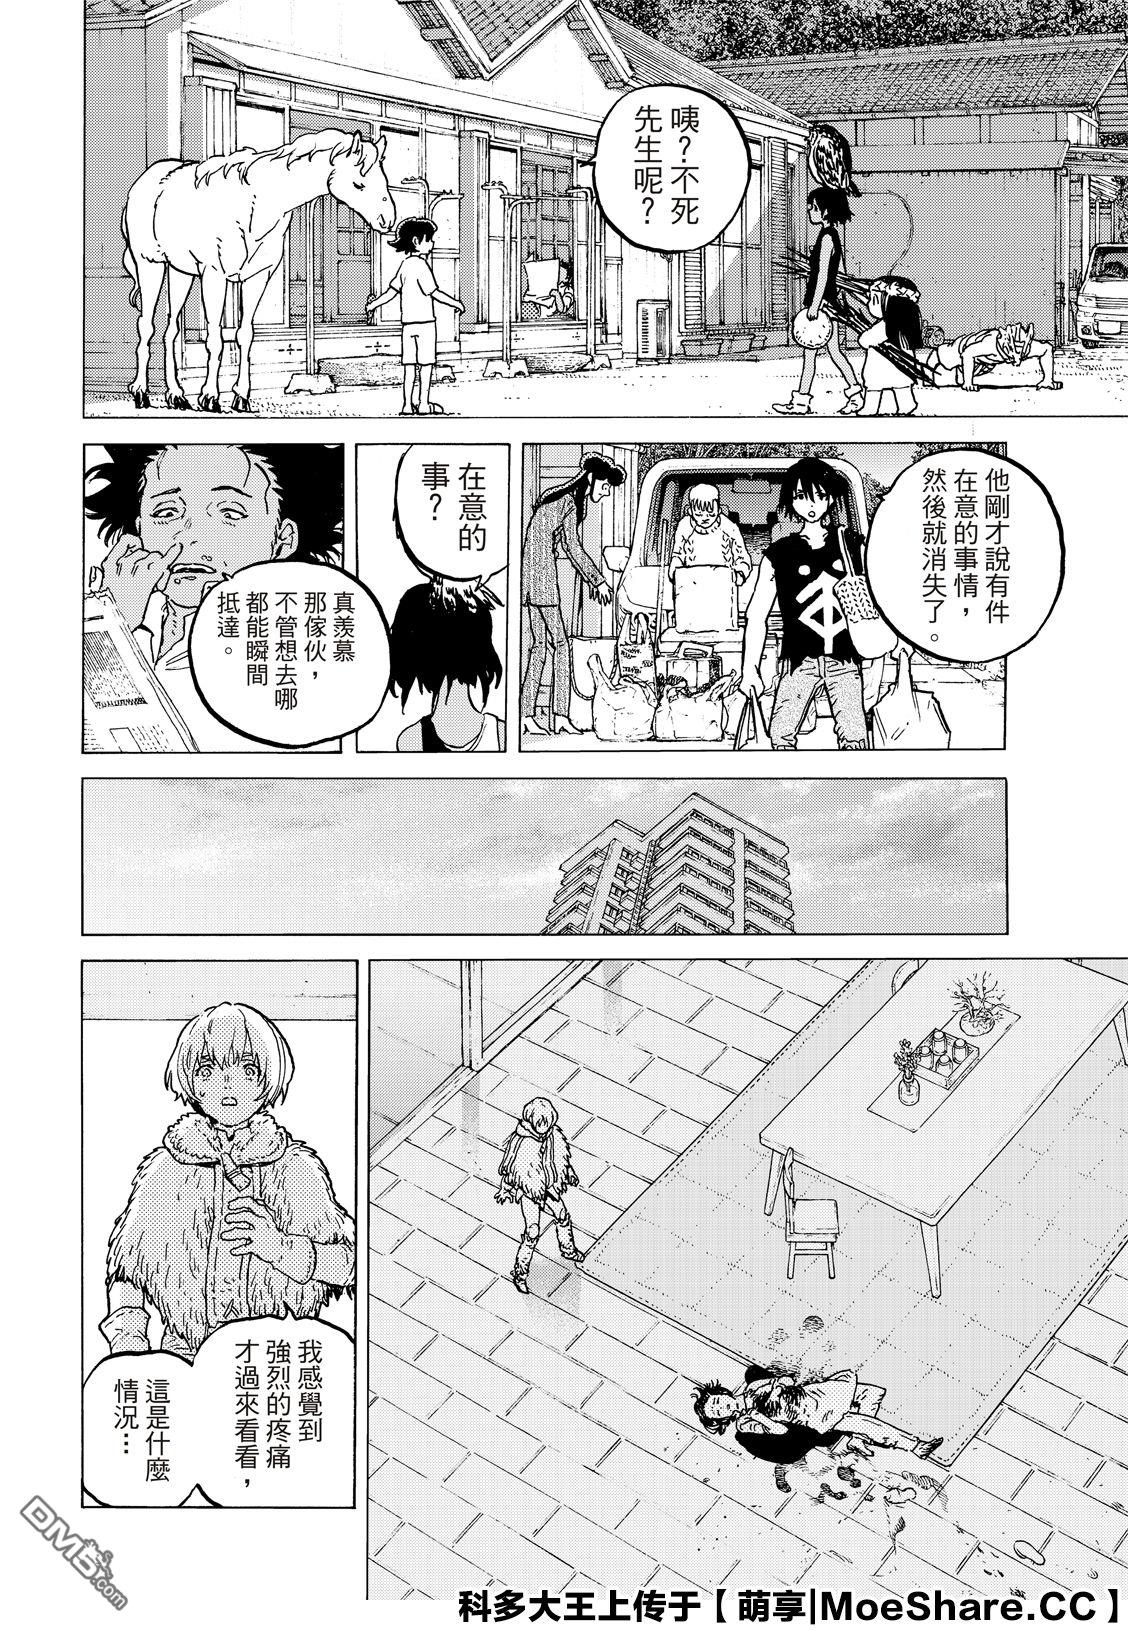 咦？不死
先生呢？
他剛才說有件
在意的事情，
然後就消失了。
在意的
事？
真羨慕
那傢伙，
不管想去哪
都能瞬間
抵達。
我感覺到
強烈的疼痛
才過來看看，
這是什麼
情況…
DM5.com
科多大王上传于【萌享|MoeShare.CC】